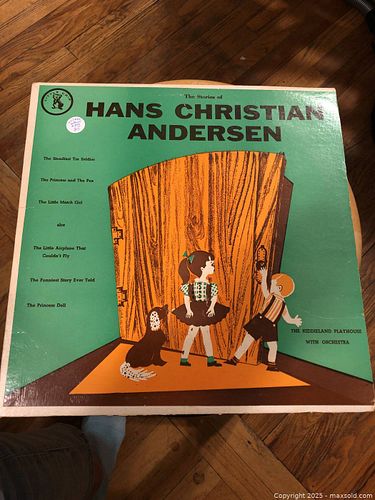 The Stories of
HANS CHRISTIAN
ANDERSEN
The Steadfast Tin Soldier
The Princess and The Pea
The Little Match Girl
also
The Little Airplane That
Couldn't Fly
The Funniest Story Ever Told
The Princess Doll
THE RIDDLELAND PLAYHOUSE
WITH ORCHESTRA
Copyright © 2025 - maxsold.com